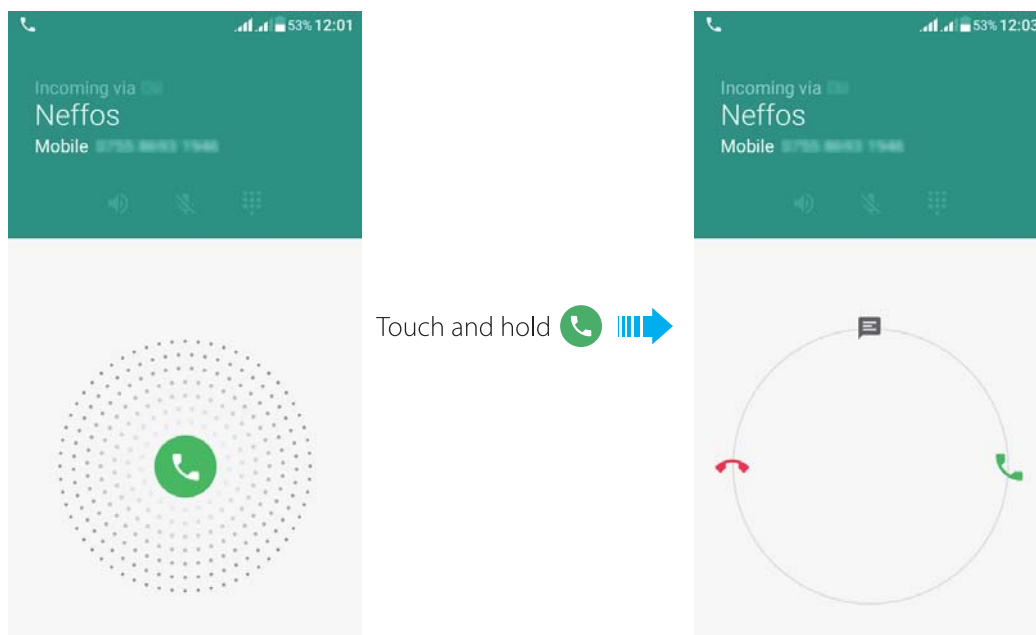 53% 12:01
Incoming via
Neffos
Mobile
Touch and hold
53% 12:03
Incoming via
Neffos
Mobile